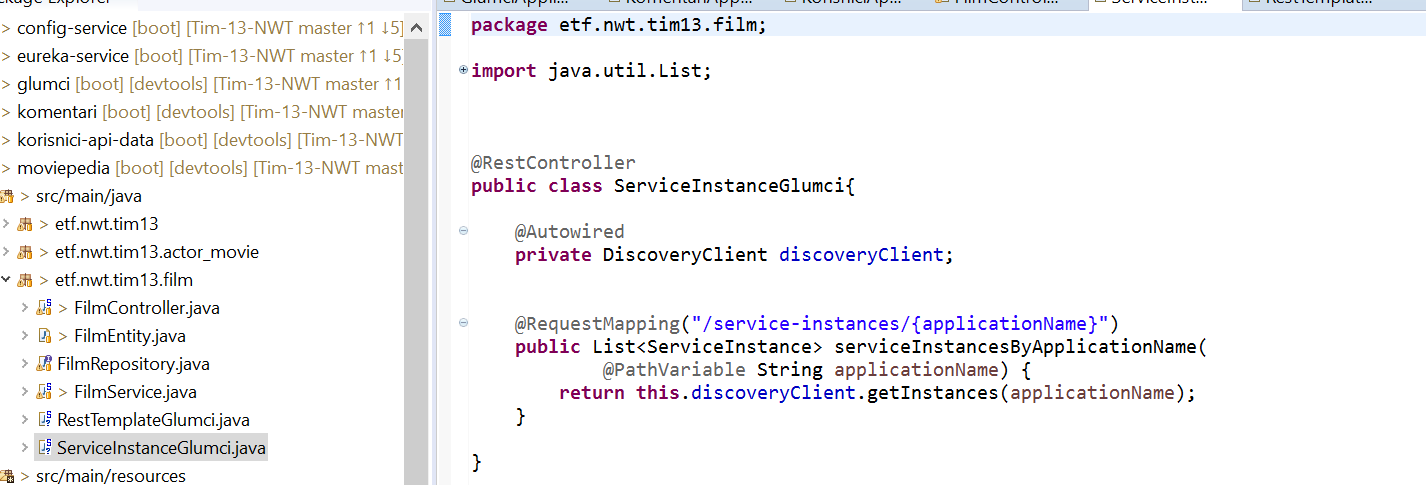 config-service [boot] [Tim-13-NWT master ↑1 ↓5]
eureka-service [boot] [Tim-13-NWT master ↑1 ↓5]
glumci [boot] [devtools] [Tim-13-NWT master ↑1
komentari [boot] [devtools] [Tim-13-NWT master
korisnici-api-data [boot] [devtools] [Tim-13-NWT
moviepedia [boot] [devtools] [Tim-13-NWT mast
> src/main/java
> etf.nwt.tim13
> etf.nwt.tim13.actor_movie
> etf.nwt.tim13.film
> FilmController.java
> FilmEntity.java
FilmRepository.java
> FilmService.java
RestTemplateGlumci.java
ServiceInstanceGlumci.java
> src/main/resources
package etf.nwt.tim13.film;
import java.util.List;
@RestController
public class ServiceInstanceGlumci{
@Autowired
private DiscoveryClient discoveryClient;
@RequestMapping("/service-instances/{applicationName}")
public List<ServiceInstance> serviceInstancesByApplicationName(
@PathVariable String applicationName) {
return this.discoveryClient.getInstances(applicationName);
}
}